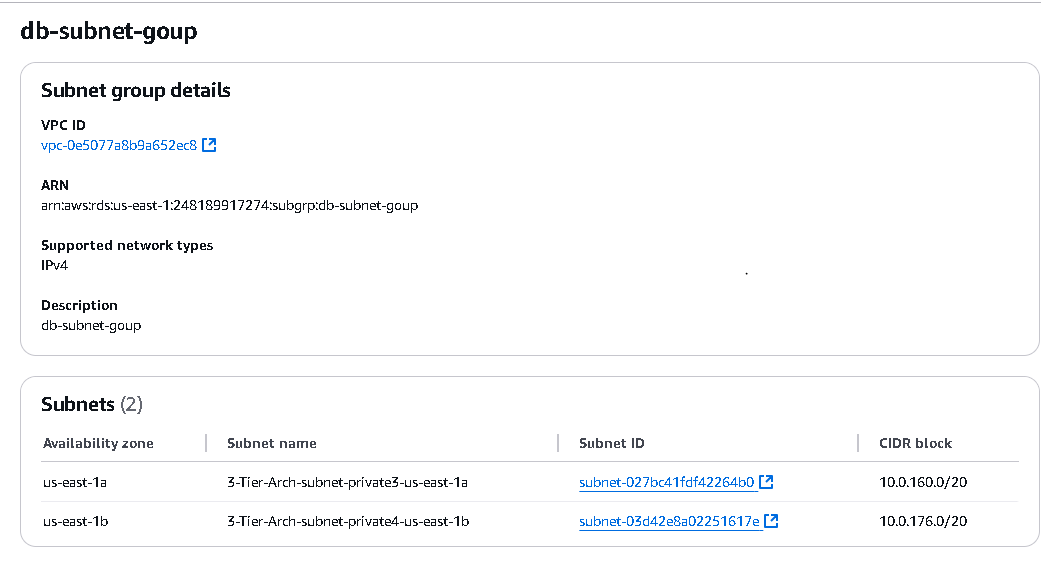 db-subnet-goup
Subnet group details
VPC ID
vpc-0e5077a8b9a652ec8
ARN
arn:aws:rds:us-east-1:248189917274:subgrp:db-subnet-goup
Supported network types
IPv4
Description
db-subnet-goup
Subnets (2)
Availability zone Subnet name Subnet ID CIDR block
us-east-1a 3-Tier-Arch-subnet-private3-us-east-1a subnet-027bc41fdf42264b0 10.0.160.0/20
us-east-1b 3-Tier-Arch-subnet-private4-us-east-1b subnet-03d42e8a02251617e 10.0.176.0/20